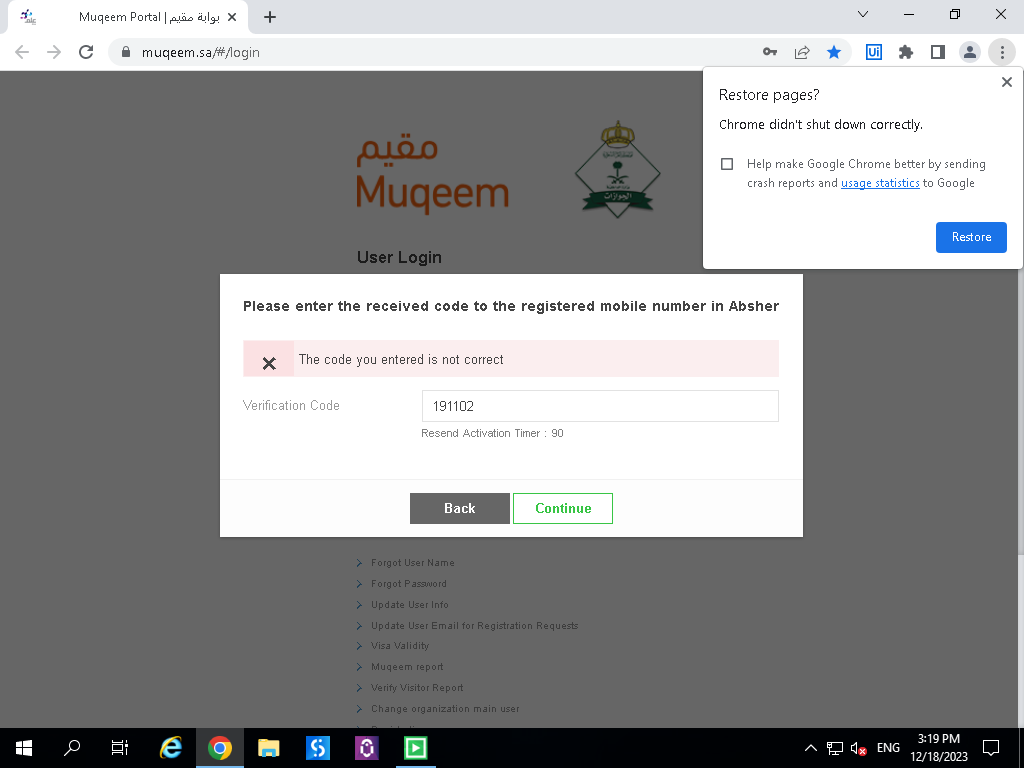 Muqeem Portal | بوابة مقيم
muqeem.sa/#/login
Ui
Restore pages?
Chrome didn't shut down correctly.
Help make Google Chrome better by sending
crash reports and usage statistics to Google
Restore
مقيم
Muqeem
الجوازات
User Login
Please enter the received code to the registered mobile number in Absher
The code you entered is not correct
Verification Code
191102
Resend Activation Timer : 90
Back
Continue
Forgot User Name
Forgot Password
Update User Info
Update User Email for Registration Requests
Visa Validity
Muqeem report
Verify Visitor Report
Change organization main user
ENG
3:19 PM
12/18/2023